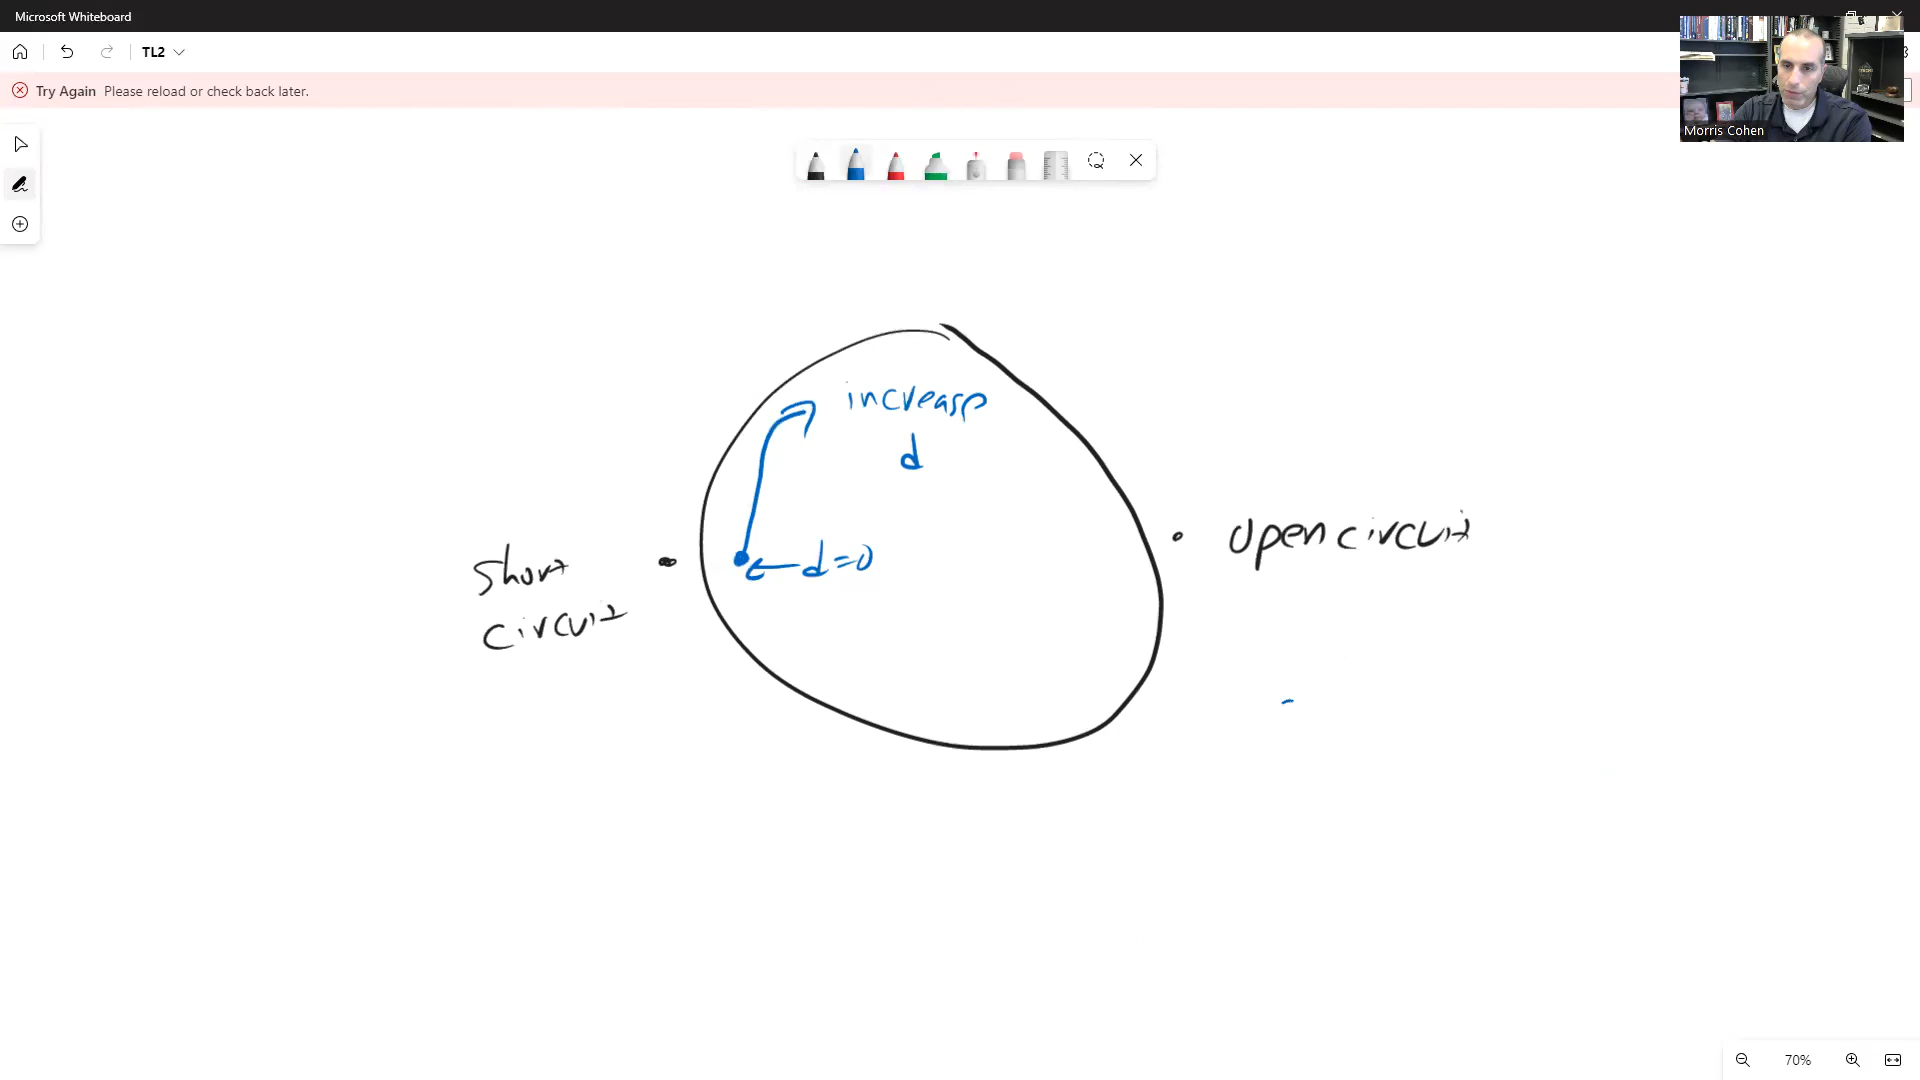 Microsoft Whiteboard
TL2
Try Again Please reload or check back later.
Morris Cohen
increase
d
short
circuit
d=0
open circuit
-
70%